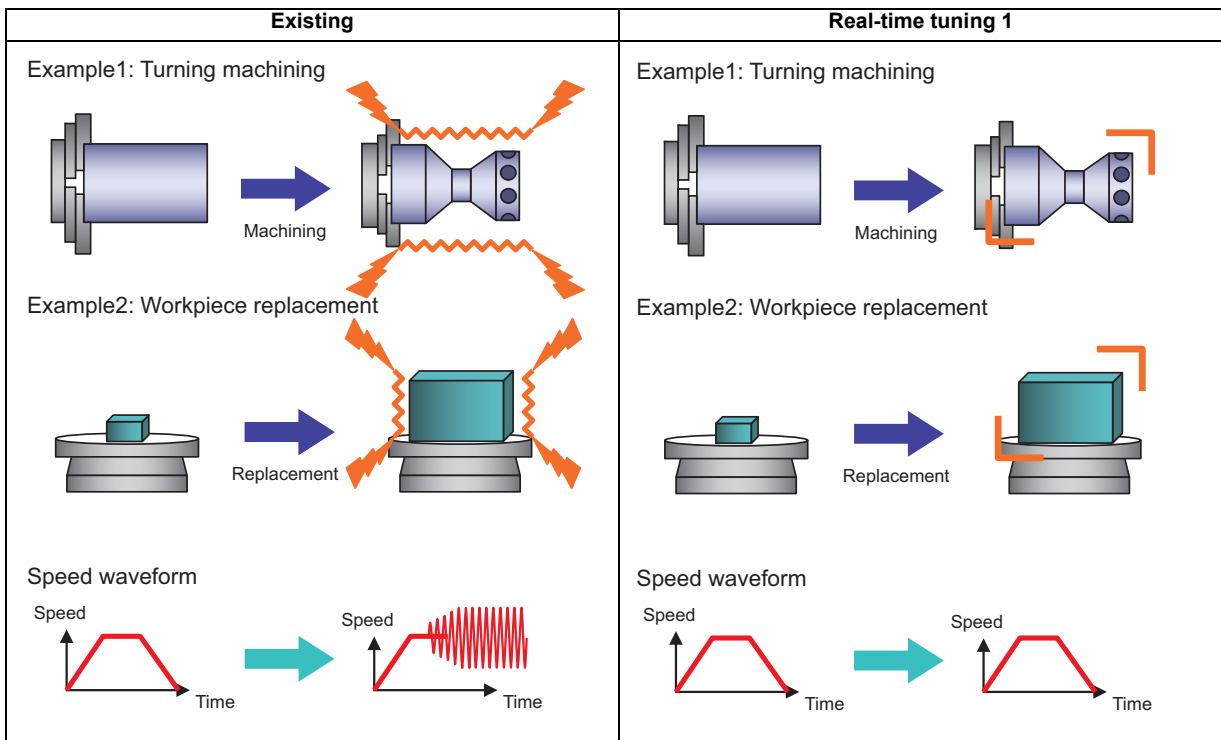 Existing
Example1: Turning machining
Machining
Example2: Workpiece replacement
Replacement
Speed waveform
Speed
Time
Speed
Time
Real-time tuning 1
Example1: Turning machining
Machining
Example2: Workpiece replacement
Replacement
Speed waveform
Speed
Time
Speed
Time